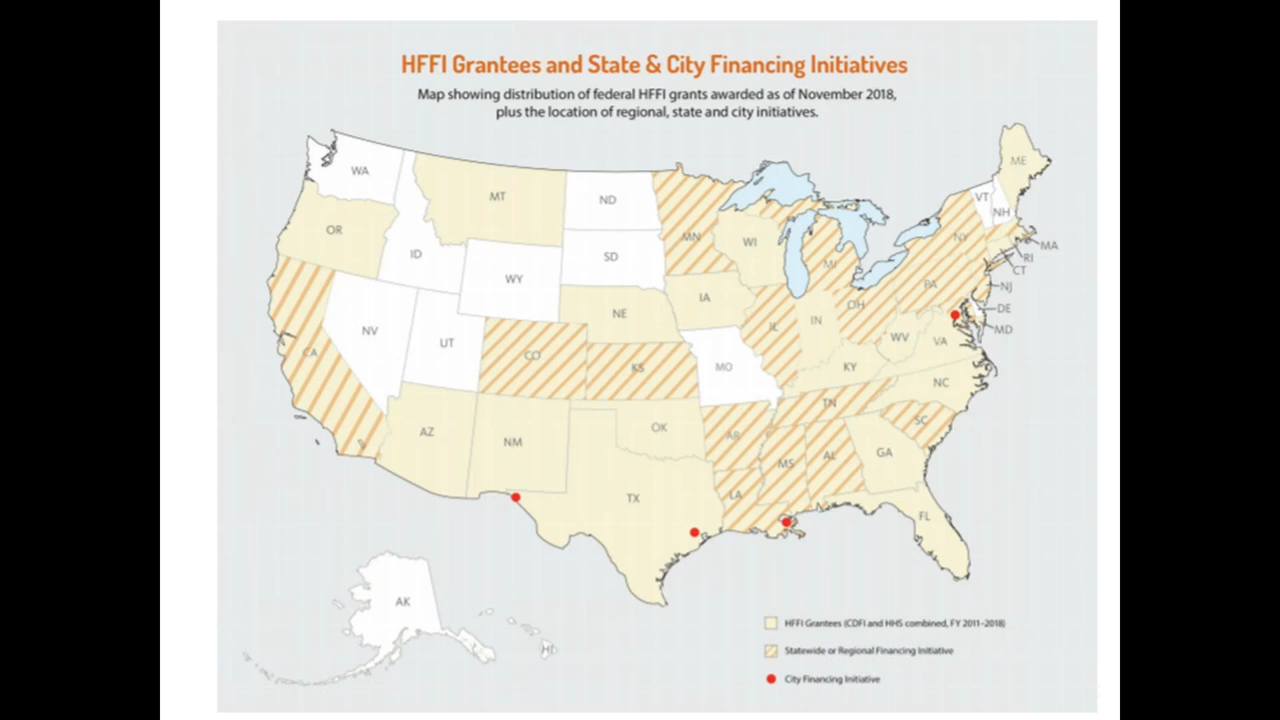 HFFI Grantees and State & City Financing Initiatives
Map showing distribution of federal HFFI grants awarded as of November 2018,
plus the location of regional, state and city initiatives.
WA
MT
ND
MN
ME
VT
NH
OR
ID
SD
WI
NY
MA
RI
CT
WY
MI
NJ
NE
IA
PA
DE
NV
UT
CO
KS
MO
IL
IN
OH
WV
VA
MD
CA
KY
NC
AZ
NM
OK
AR
TN
SC
TX
LA
MS
AL
GA
FL
AK
HI
HFFI Grantees (CDFI and HHS combined, FY 2011-2018)
Statewide or Regional Financing Initiative
City Financing Initiative